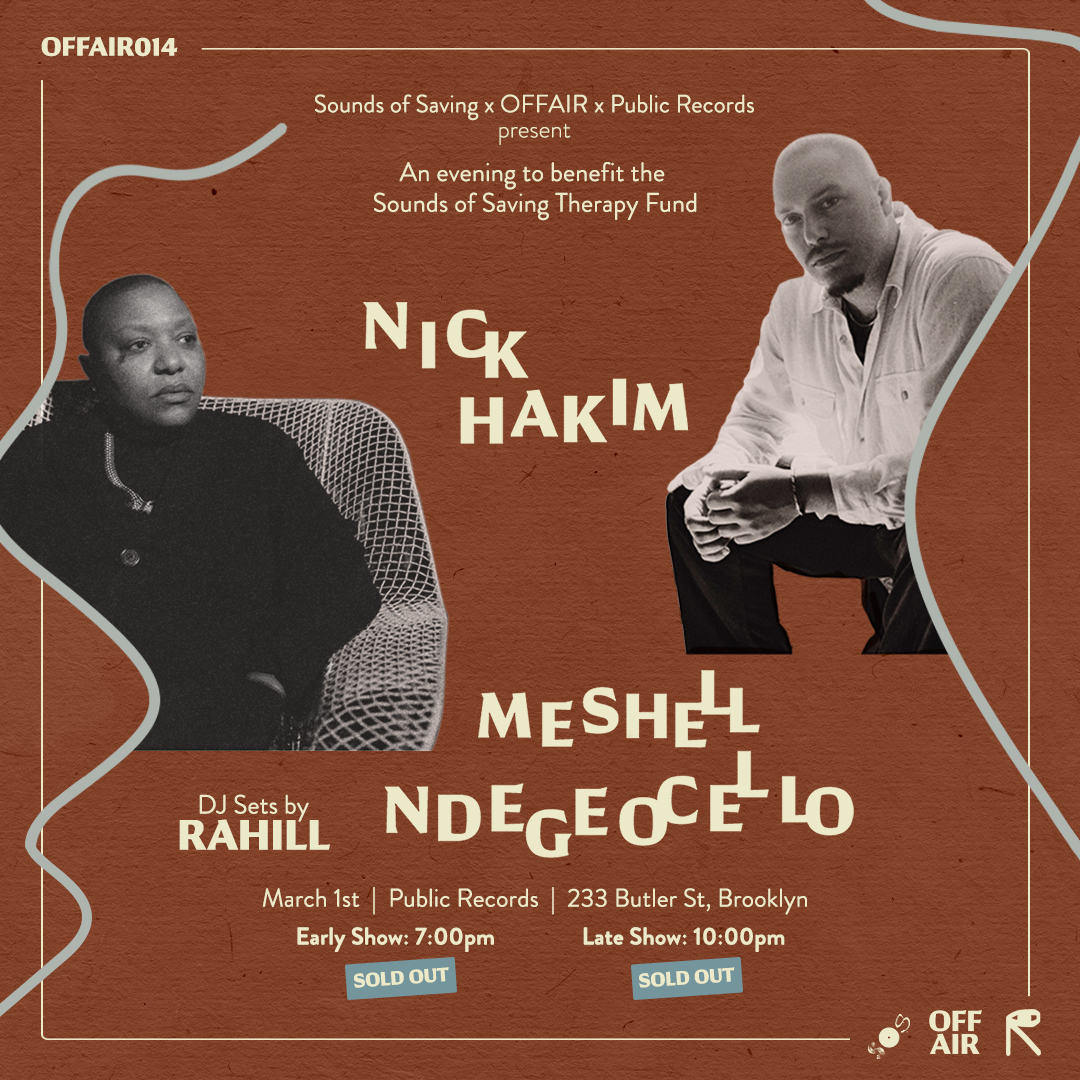 OFFAIR014
Sounds of Saving x OFFAIR x Public Records
present
An evening to benefit the
Sounds of Saving Therapy Fund
NICK
HAKIM
MESHELL
NDEGEOCELLO
DJ Sets by
RAHILL
March 1st | Public Records | 233 Butler St, Brooklyn
Early Show: 7:00pm
Late Show: 10:00pm
SOLD OUT
SOLD OUT
OFF
AIR